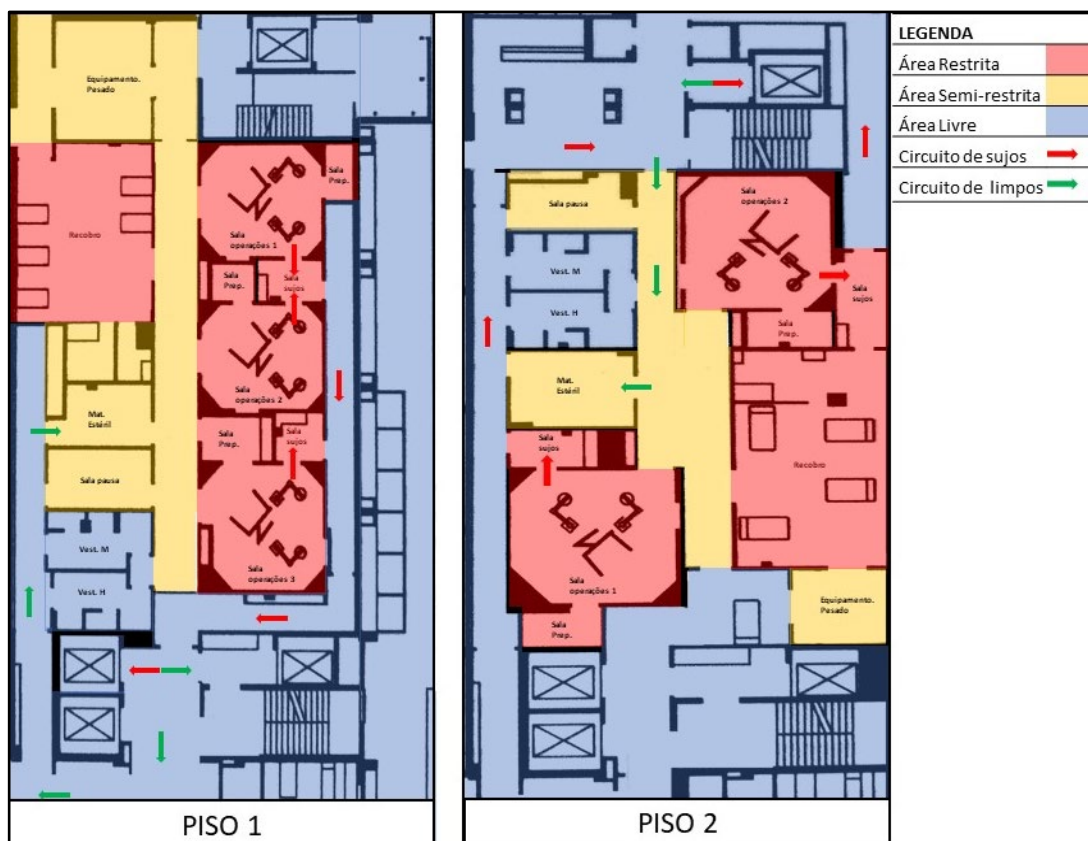 Equipamento.
Pesado
Recobro
Sala
Prep.
Sala
operações 1
Sala
Prep.
Sala
sujos
Sala
operações 2
Mat.
Estéril
Sala
Prep.
Sala
sujos
Sala pausa
Vest. M
Vest. H
Sala
operações 3
PISO 1
Sala pausa
Sala
operações 2
Vest. M
Vest. H
Sala
sujos
Sala
Prep.
Mat.
Estéril
Sala
sujos
Recobro
Sala
operações 1
Equipamento.
Pesado
Sala
Prep.
PISO 2
LEGENDA
Área Restrita
Área Semi-restrita
Área Livre
Circuito de sujos
Circuito de limpos